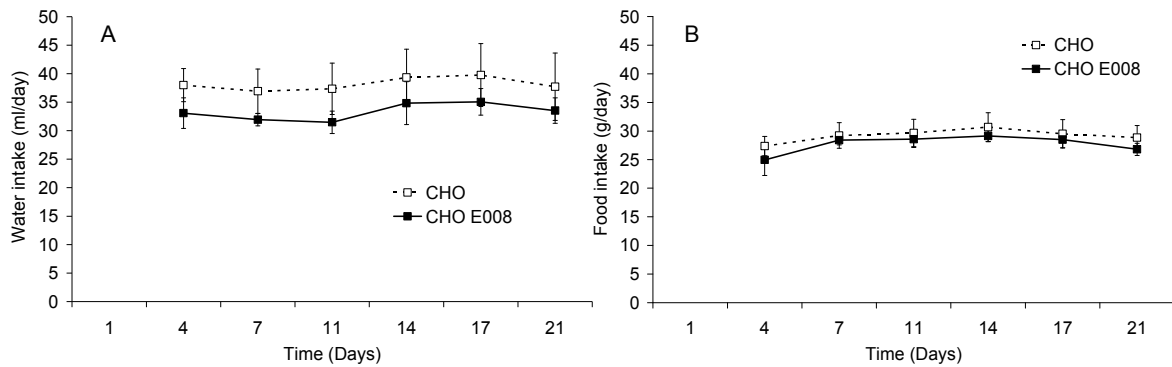 A
50
45
40
35
30
25
20
15
10
5
0
Water intake (ml/day)
CHO
CHO E008
1 4 7 11 14 17 21
Time (Days)
B
50
45
40
35
30
25
20
15
10
5
0
Food intake (g/day)
CHO
CHO E008
1 4 7 11 14 17 21
Time (Days)